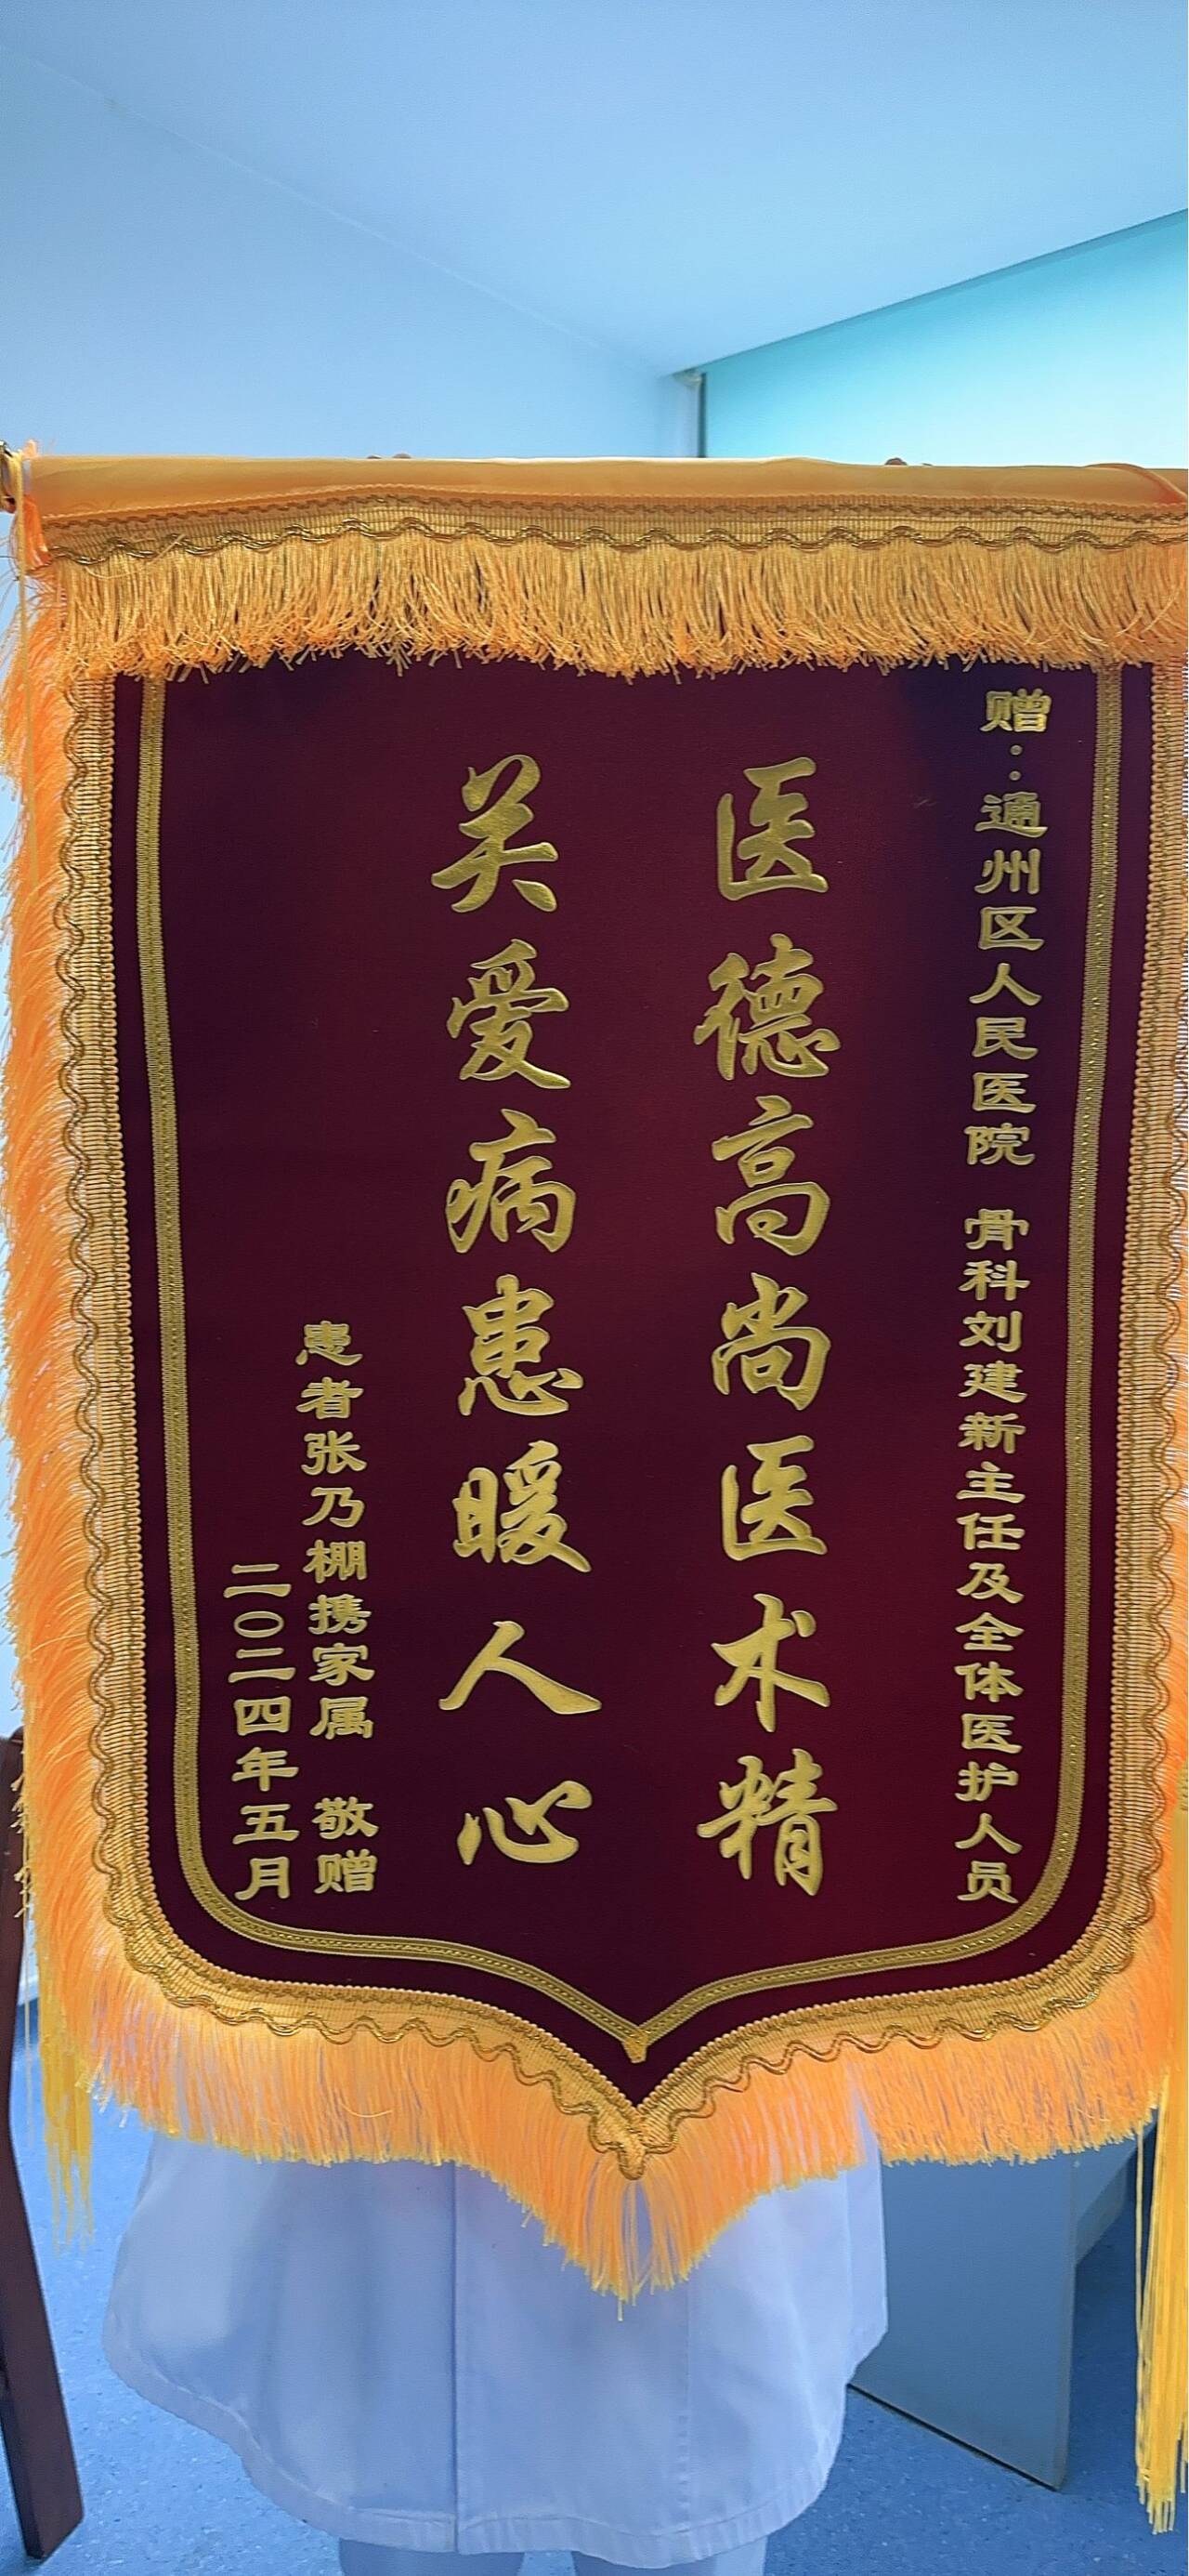 赠：通州区人民医院 骨科刘建新主任及全体医护人员
医德高尚医术精
关爱病患暖人心
患者张乃棚携家属 敬赠
二〇二四年五月